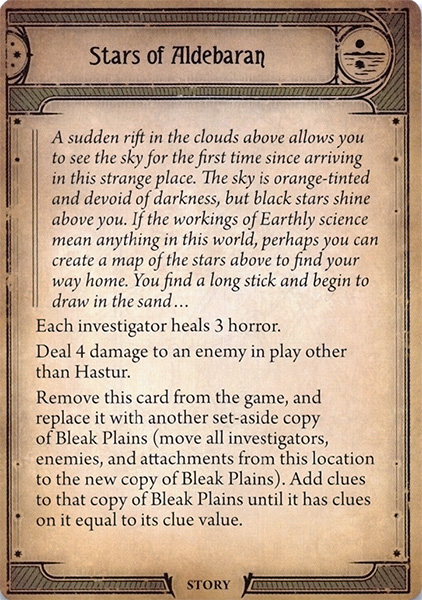 Stars of Aldebaran
A sudden rift in the clouds above allows you
to see the sky for the first time since arriving
in this strange place. The sky is orange-tinted
and devoid of darkness, but black stars shine
above you. If the workings of Earthly science
mean anything in this world, perhaps you can
create a map of the stars above to find your
way home. You find a long stick and begin to
draw in the sand…
Each investigator heals 3 horror.
Deal 4 damage to an enemy in play other
than Hastur.
Remove this card from the game, and
replace it with another set-aside copy
of Bleak Plains (move all investigators,
enemies, and attachments from this location
to the new copy of Bleak Plains). Add clues
to that copy of Bleak Plains until it has clues
on it equal to its clue value.
STORY